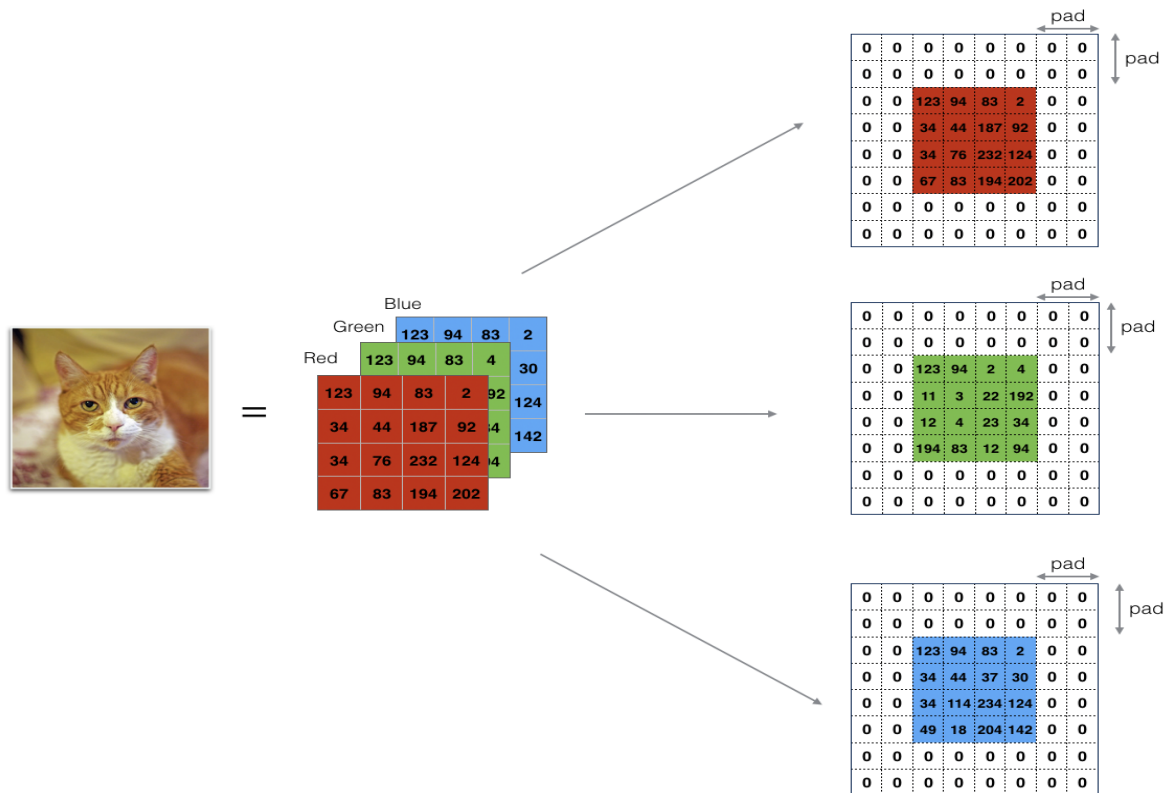 pad
0 0 0 0 0 0 0 0
pad
0 0 0 0 0 0 0 0
0 0 123 94 83 2 0 0
0 0 34 44 187 92 0 0
0 0 34 76 232 124 0 0
0 0 67 83 194 202 0 0
0 0 0 0 0 0 0 0
0 0 0 0 0 0 0 0
Blue
123 94 83 2
30
124
142
Green
123 94 83 4
92
34
94
Red
123 94 83 2
34 44 187 92
34 76 232 124
67 83 194 202
=
pad
0 0 0 0 0 0 0 0
pad
0 0 0 0 0 0 0 0
0 0 123 94 2 4 0 0
0 0 11 3 22 192 0 0
0 0 12 4 23 34 0 0
0 0 194 83 12 94 0 0
0 0 0 0 0 0 0 0
0 0 0 0 0 0 0 0
pad
0 0 0 0 0 0 0 0
pad
0 0 0 0 0 0 0 0
0 0 123 94 83 2 0 0
0 0 34 44 37 30 0 0
0 0 34 114 234 124 0 0
0 0 49 18 204 142 0 0
0 0 0 0 0 0 0 0
0 0 0 0 0 0 0 0